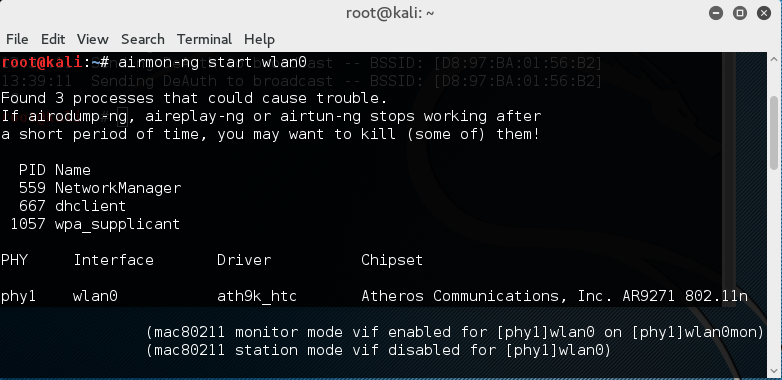 root@kali: ~
File Edit View Search Terminal Help
root@kali:~# airmon-ng start wlan0
Sending DeAuth to broadcast -- BSSID: [D8:97:BA:01:56:B2]
13:39:11 Sending DeAuth to broadcast -- BSSID: [D8:97:BA:01:56:B2]
Found 3 processes that could cause trouble.
If airodump-ng, aireplay-ng or airtun-ng stops working after
a short period of time, you may want to kill (some of) them!
PID Name
559 NetworkManager
667 dhclient
1057 wpa_supplicant
PHY Interface Driver Chipset
phy1 wlan0 ath9k_htc Atheros Communications, Inc. AR9271 802.11n
(mac80211 monitor mode vif enabled for [phy1]wlan0 on [phy1]wlan0mon)
(mac80211 station mode vif disabled for [phy1]wlan0)